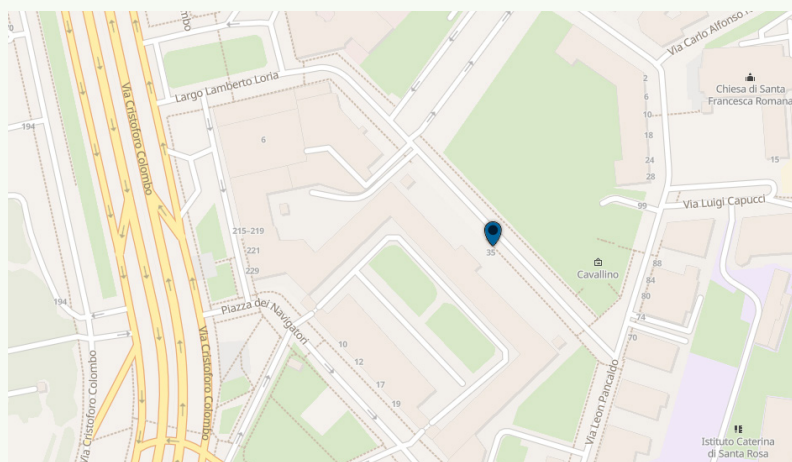 Via Carlo Alfonso N
Largo Lamberto Loria
Via Cristoforo Colombo
Chiesa di Santa
Francesca Romana
2
6
10
18
24
28
15
194
6
99
Via Luigi Capucci
215–219
221
229
35
Cavallino
88
84
80
74
70
194
Piazza dei Navigatori
10
12
17
19
Via Cristoforo Colombo
Via Cristoforo Colombo
Via Leon Pancaldo
Istituto Caterina
di Santa Rosa